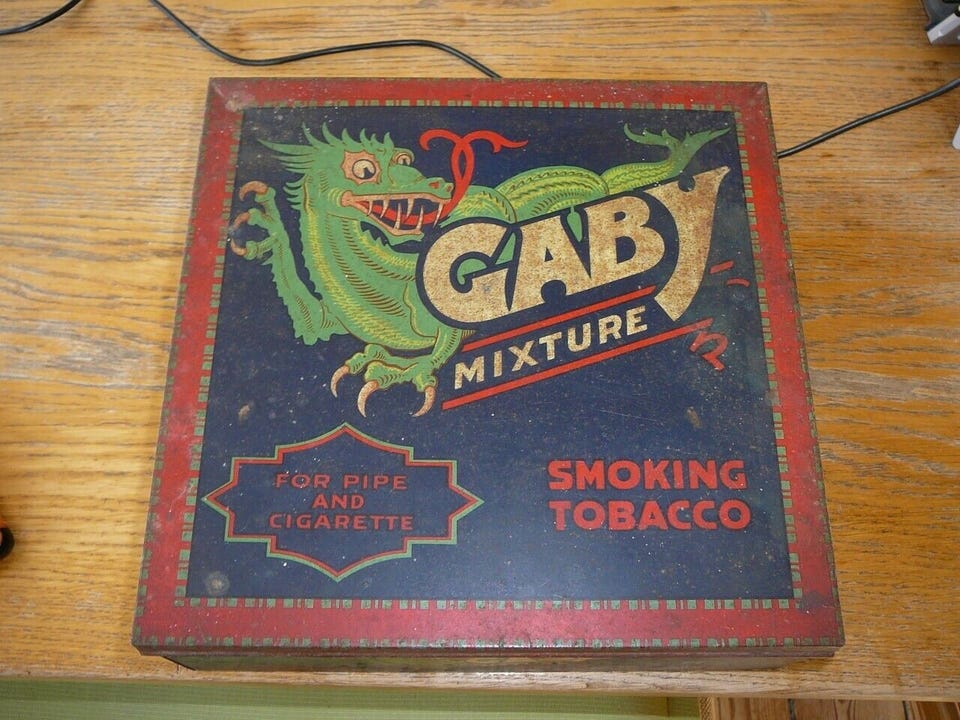 GABY
MIXTURE
FOR PIPE
AND
CIGARETTE
SMOKING
TOBACCO